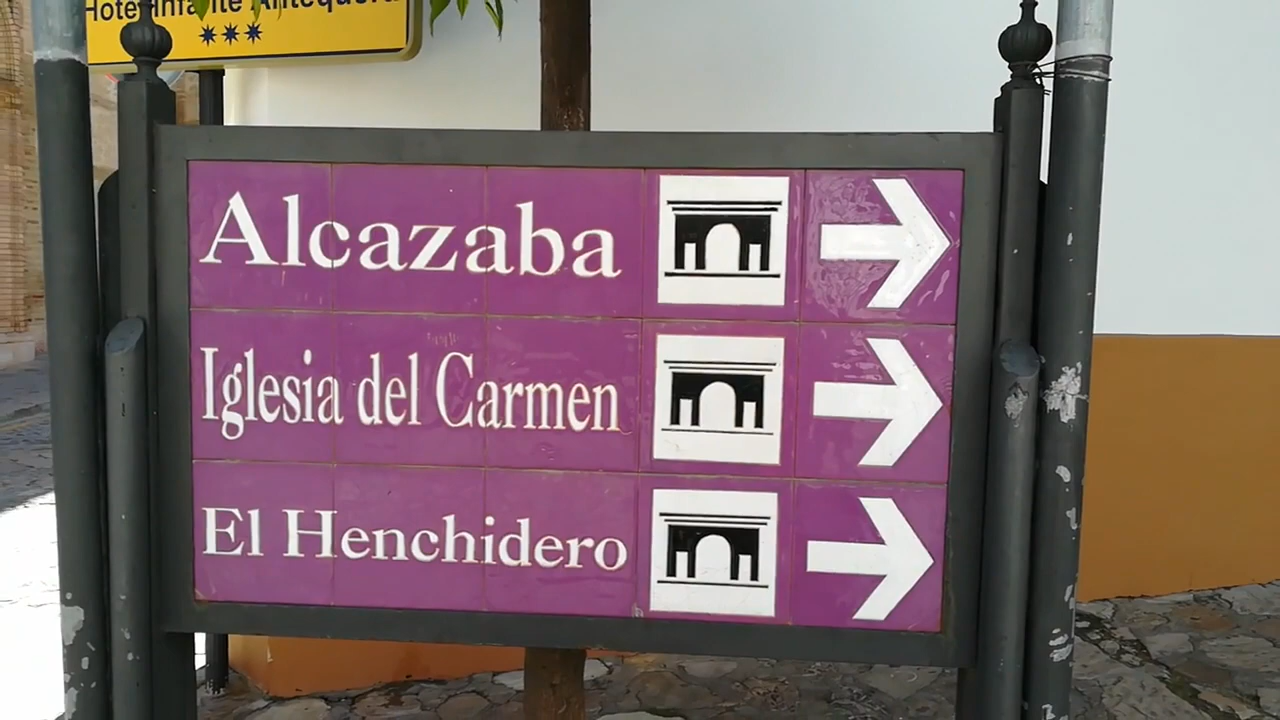 Hotel Infante Antequera
Alcazaba
Iglesia del Carmen
El Henchidero